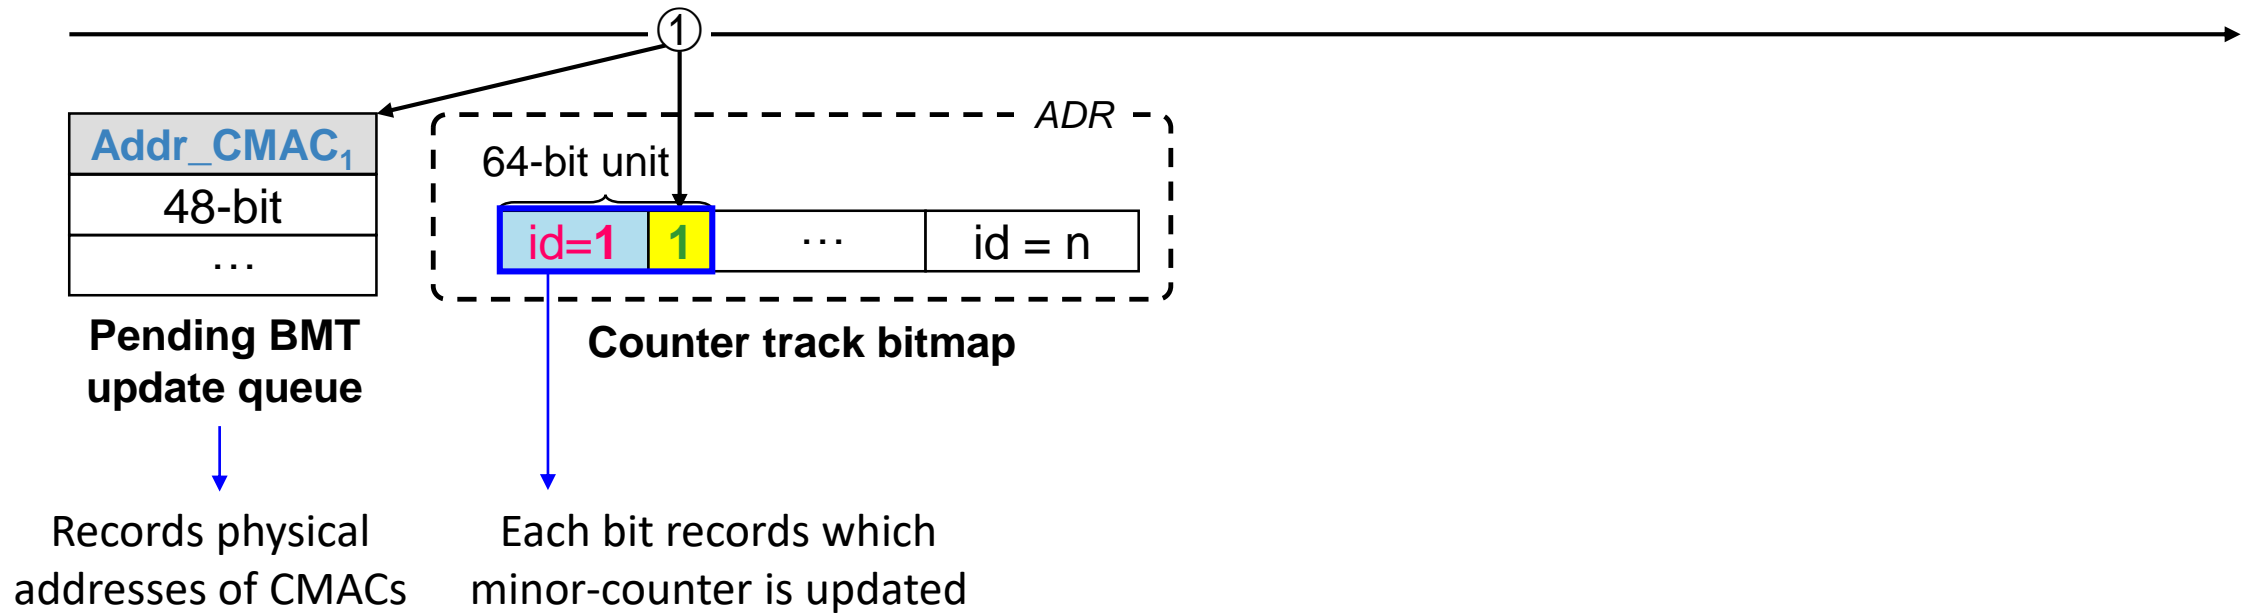 1
Addr_CMAC1
48-bit
...
Pending BMT
update queue
Records physical
addresses of CMACs
ADR
64-bit unit
id=1 1 ... id = n
Counter track bitmap
Each bit records which
minor-counter is updated